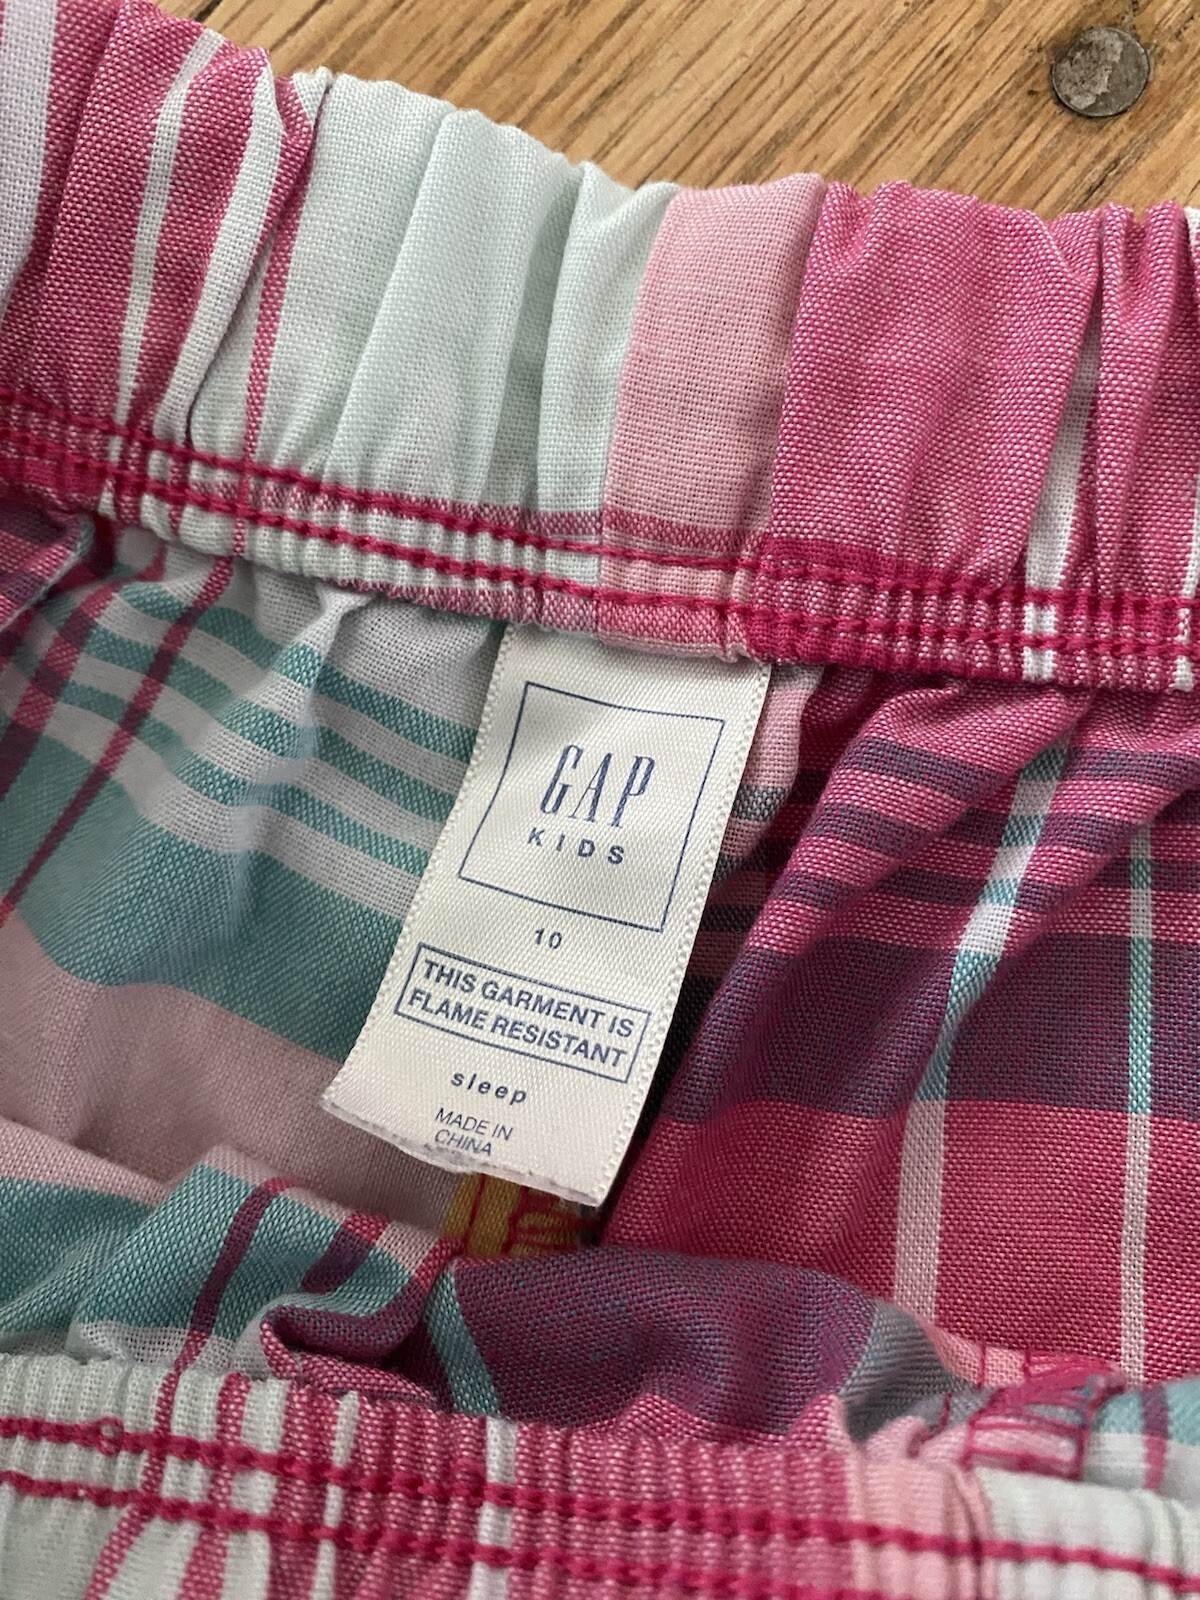 GAP
KIDS
10
THIS GARMENT IS
FLAME RESISTANT
sleep
MADE IN
CHINA